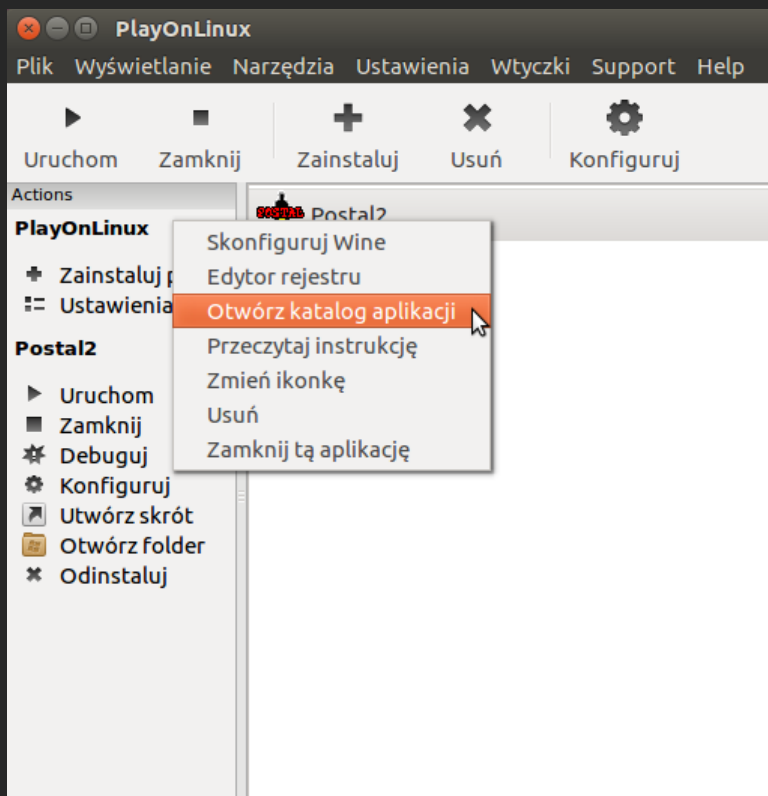 PlayOnLinux
Plik Wyświetlanie Narzędzia Ustawienia Wtyczki Support Help
Uruchom Zamknij Zainstaluj Usuń Konfiguruj
Actions
PlayOnLinux
Zainstaluj
Ustawienia
Postal2
Uruchom
Zamknij
Debuguj
Konfiguruj
Utwórz skrót
Otwórz folder
Odinstaluj
POSTAL Postal2
Skonfiguruj Wine
Edytor rejestru
Otwórz katalog aplikacji
Przeczytaj instrukcję
Zmień ikonkę
Usuń
Zamknij tą aplikację